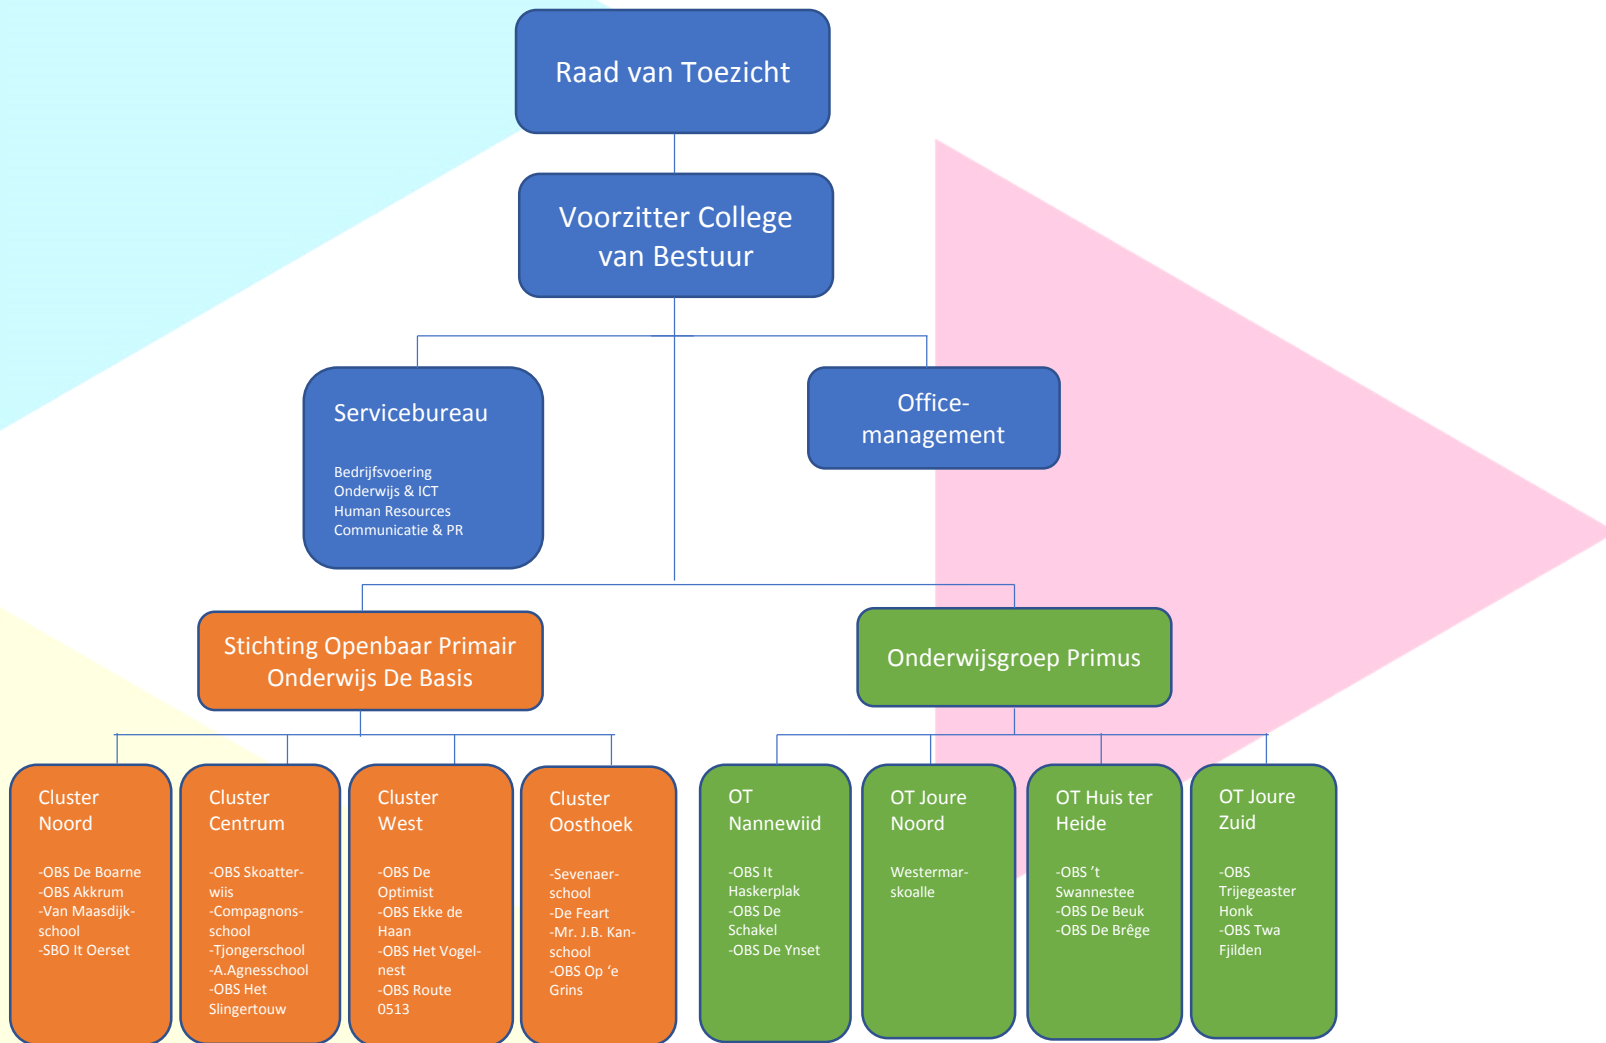 Raad van Toezicht
Voorzitter College
van Bestuur
Servicebureau
Bedrijfsvoering
Onderwijs & ICT
Human Resources
Communicatie & PR
Office-
management
Stichting Openbaar Primair
Onderwijs De Basis
Onderwijsgroep Primus
Cluster
Noord
-OBS De Boarne
-OBS Akkrum
-Van Maasdijk-
school
-SBO It Oerset
Cluster
Centrum
-OBS Skoatter-
wiis
-Compagnons-
school
-Tjongerschool
-A.Agnesschool
-OBS Het
Slingertouw
Cluster
West
-OBS De
Optimist
-OBS Ekke de
Haan
-OBS Het Vogel-
nest
-OBS Route
0513
Cluster
Oosthoek
-Sevenaer-
school
-De Feart
-Mr. J.B. Kan-
school
-OBS Op ‘e
Grins
OT
Nannewiid
-OBS It
Haskerplak
-OBS De
Schakel
-OBS De Ynset
OT Joure
Noord
Westermar-
skoalle
OT Huis ter
Heide
-OBS ’t
Swannestee
-OBS De Beuk
-OBS De Brêge
OT Joure
Zuid
-OBS
Trijegeaster
Honk
-OBS Twa
Fjilden